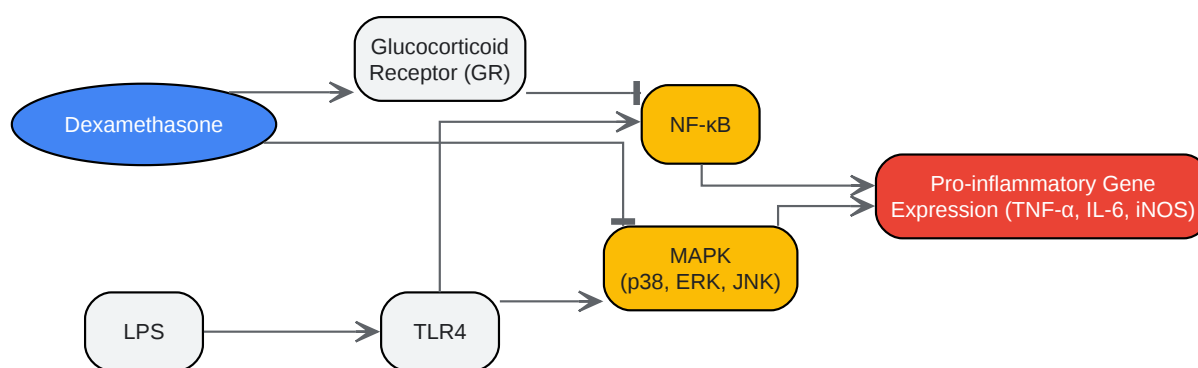 Glucocorticoid
Receptor (GR)
Dexamethasone
NF-κB
Pro-inflammatory Gene
Expression (TNF-α, IL-6, iNOS)
MAPK
(p38, ERK, JNK)
LPS
TLR4